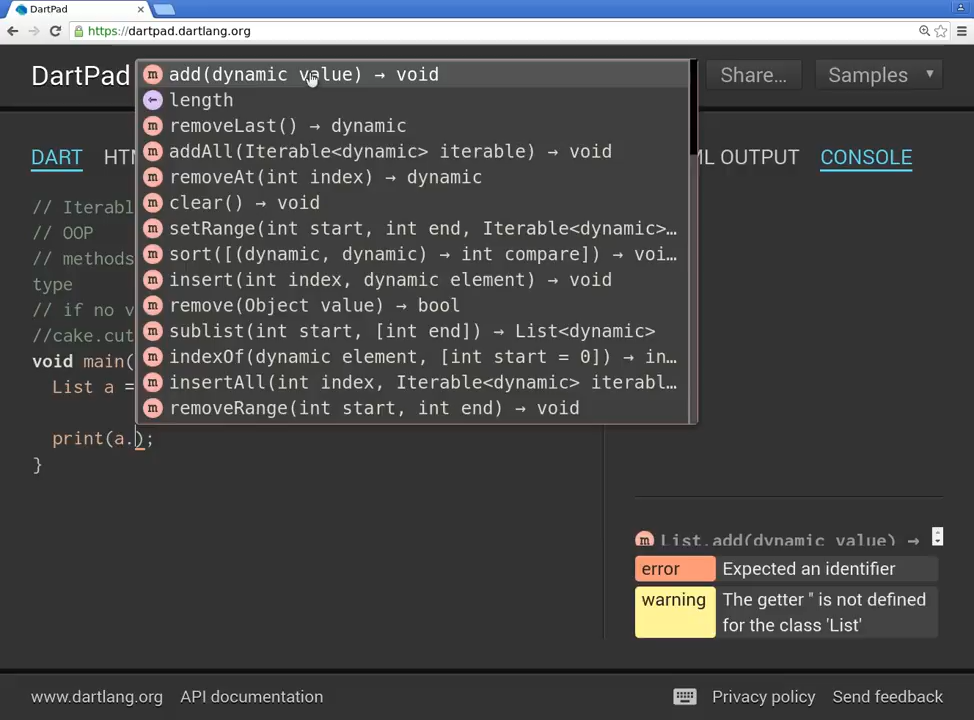 DartPad
https://dartpad.dartlang.org
DartPad
Share…
Samples
DART
HTM
ML OUTPUT
CONSOLE
m add(dynamic value) → void
length
m removeLast() → dynamic
m addAll(Iterable<dynamic> iterable) → void
m removeAt(int index) → dynamic
m clear() → void
m setRange(int start, int end, Iterable<dynamic>…
m sort([(dynamic, dynamic) → int compare]) → voi…
m insert(int index, dynamic element) → void
m remove(Object value) → bool
m sublist(int start, [int end]) → List<dynamic>
m indexOf(dynamic element, [int start = 0]) → in…
m insertAll(int index, Iterable<dynamic> iterabl…
m removeRange(int start, int end) → void
// Iterabl
// OOP
// methods
type
// if no v
//cake.cut
void main(
List a =
print(a.);
}
m List.add(dynamic value) →
error Expected an identifier
warning The getter '' is not defined
for the class 'List'
www.dartlang.org API documentation
Privacy policy Send feedback